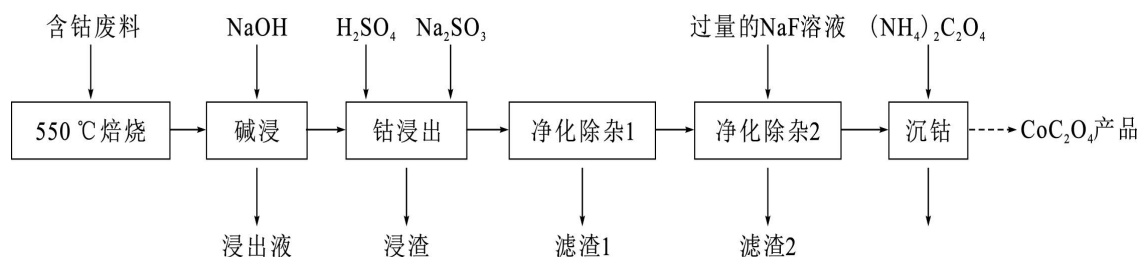 含钴废料 NaOH H₂SO₄ Na₂SO₃ 过量的NaF溶液 (NH₄)₂C₂O₄
550 ℃焙烧 碱浸 钴浸出 净化除杂1 净化除杂2 沉钴 CoC₂O₄产品
浸出液 浸渣 滤渣1 滤渣2